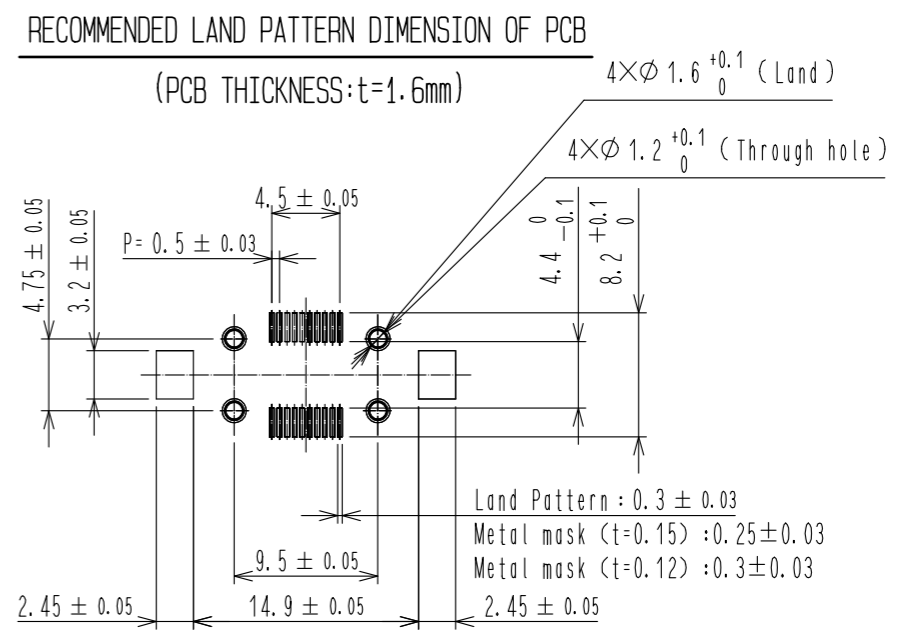 RECOMMENDED LAND PATTERN DIMENSION OF PCB
(PCB THICKNESS:t=1.6mm)
4×Ø 1.6 +0.1 0 (Land)
4×Ø 1.2 +0.1 0 (Through hole)
4.5 ± 0.05
P= 0.5 ± 0.03
4.75 ± 0.05
3.2 ± 0.05
4.4 0 -0.1
8.2 +0.1 0
Land Pattern : 0.3 ± 0.03
Metal mask (t=0.15) :0.25±0.03
Metal mask (t=0.12) :0.3±0.03
9.5 ± 0.05
2.45 ± 0.05
14.9 ± 0.05
2.45 ± 0.05